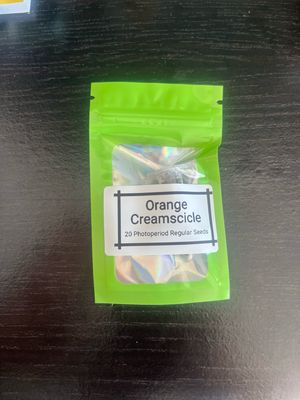 Orange
Creamscicle
20 Photoperiod Regular Seeds